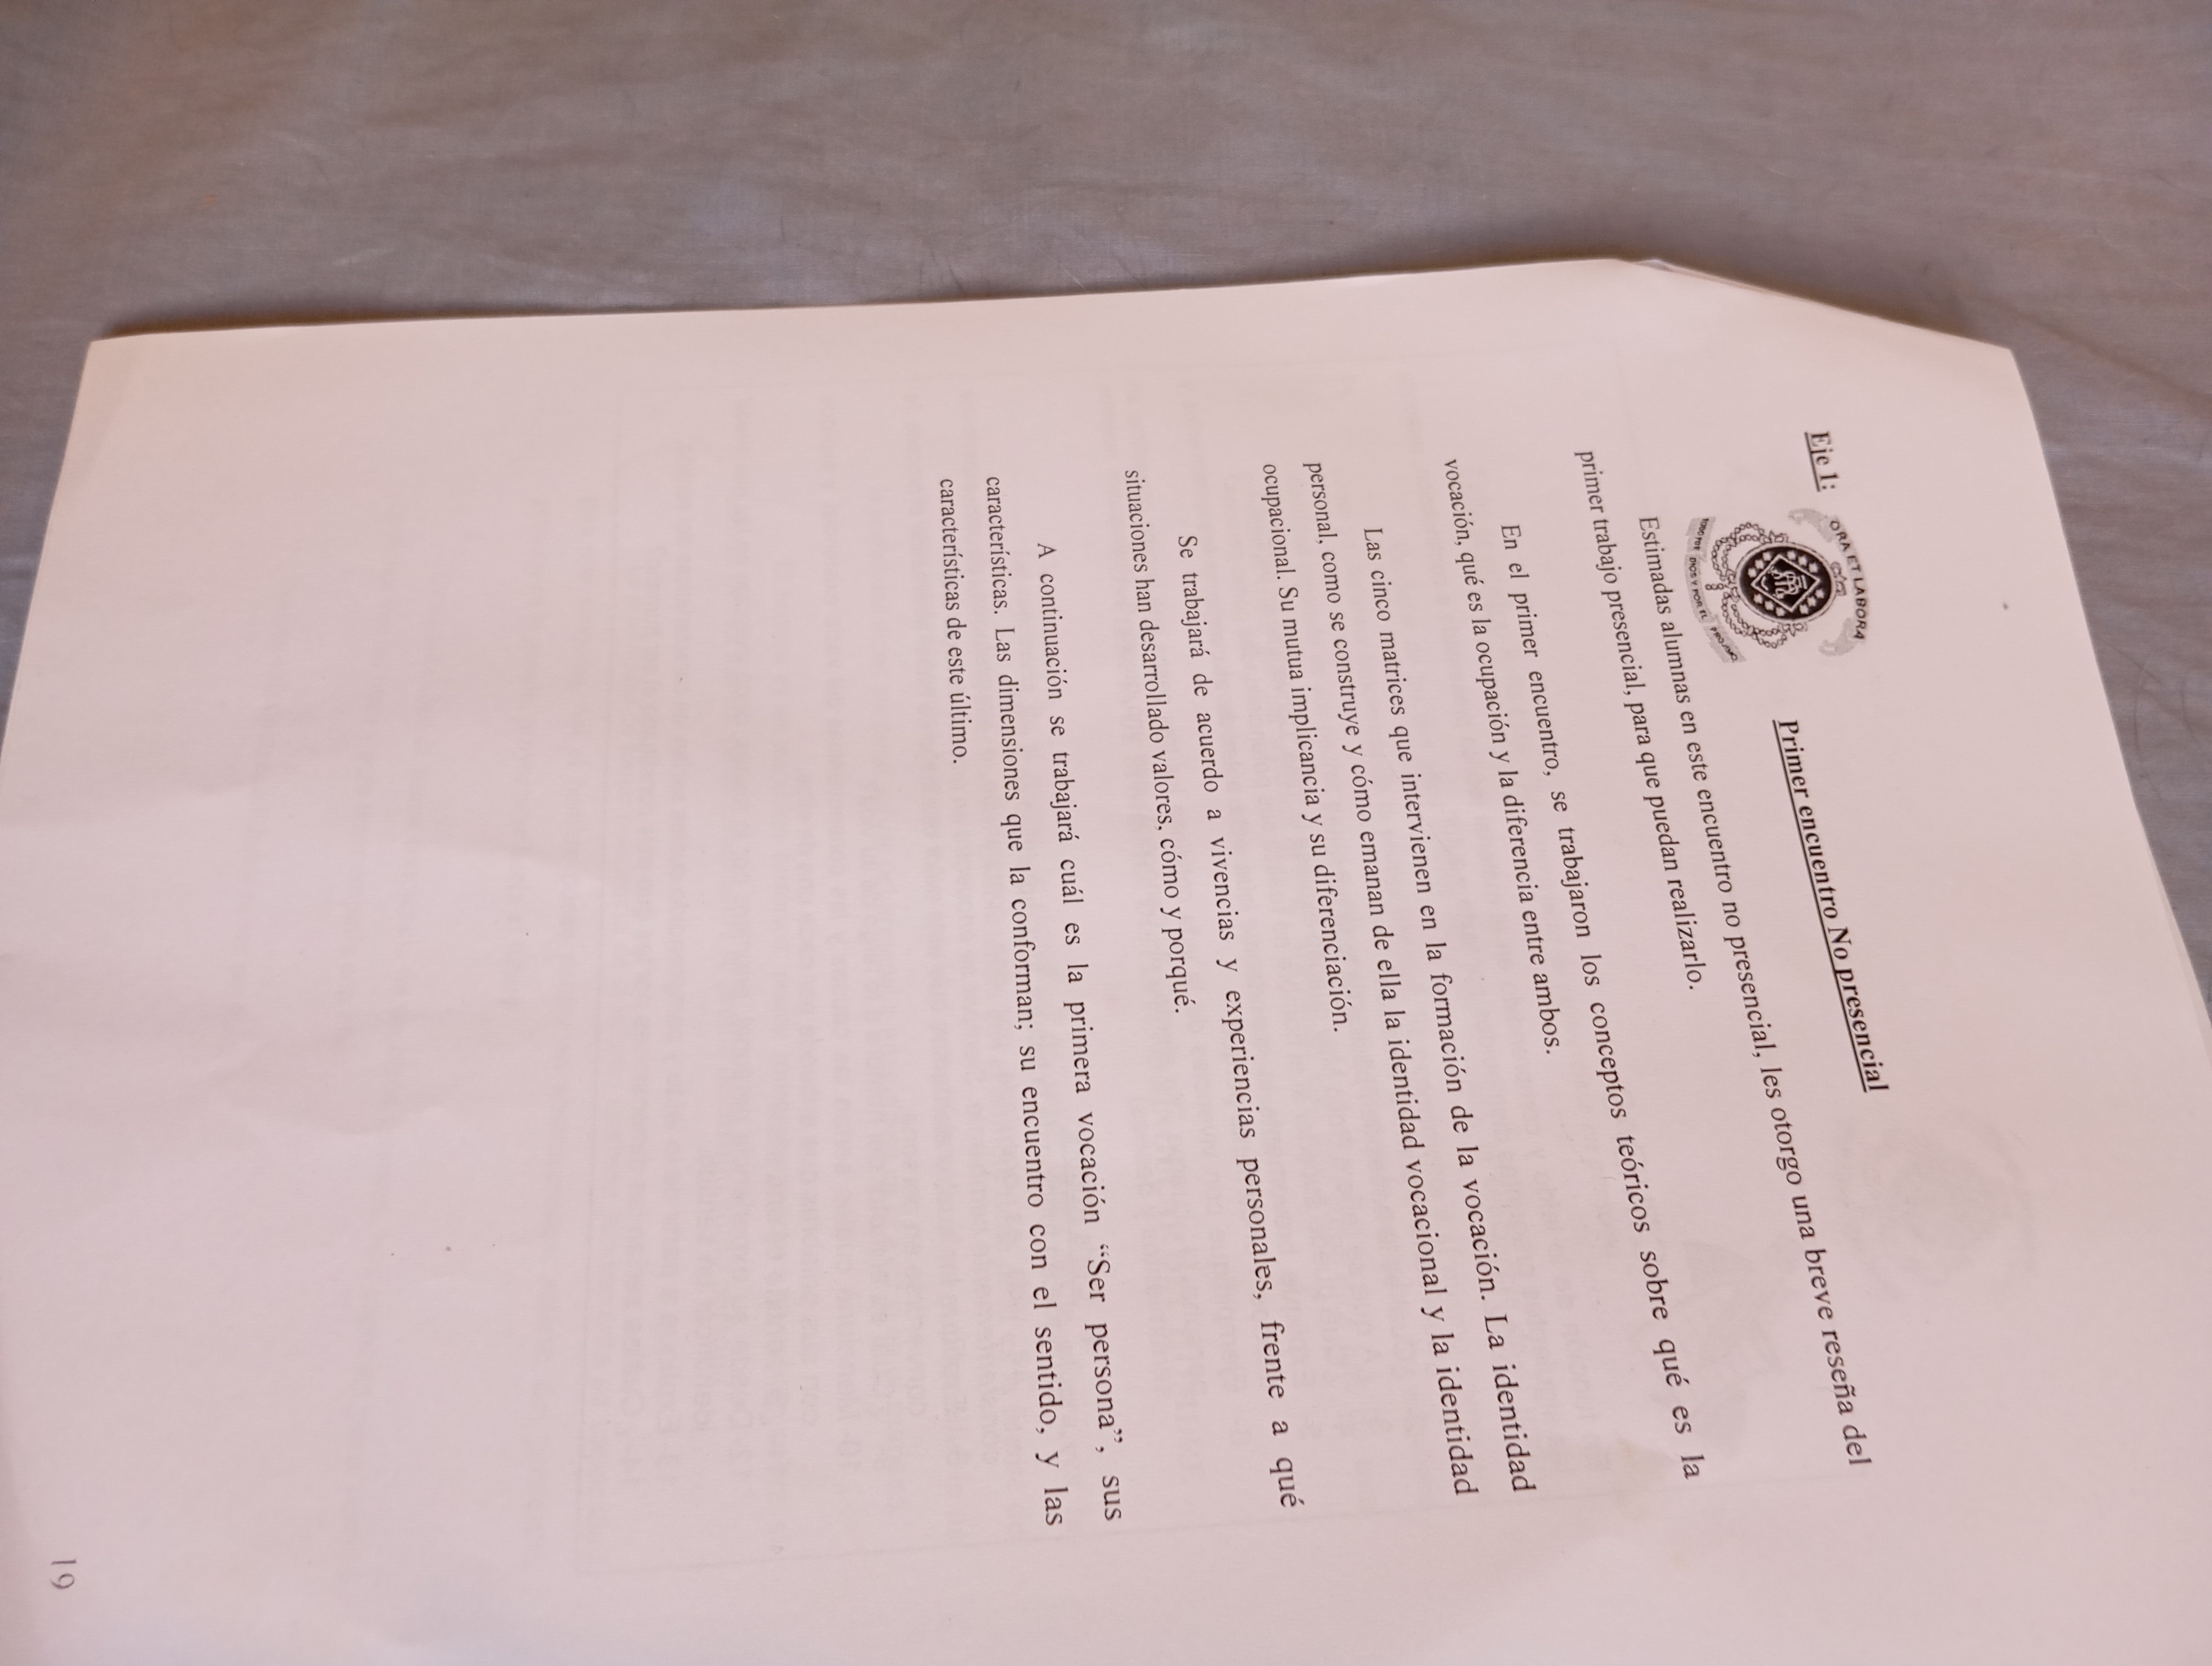 Eje 1:
ORA ET LABORA
TODO POR DIOS Y POR EL PROJIMO
Primer encuentro No presencial
Estimadas alumnas en este encuentro no presencial, les otorgo una breve reseña del
primer trabajo presencial, para que puedan realizarlo.
En el primer encuentro, se trabajaron los conceptos teóricos sobre qué es la
vocación, qué es la ocupación y la diferencia entre ambos.
Las cinco matrices que intervienen en la formación de la vocación. La identidad
personal, como se construye y cómo emanan de ella la identidad vocacional y la identidad
ocupacional. Su mutua implicancia y su diferenciación.
Se trabajará de acuerdo a vivencias y experiencias personales, frente a qué
situaciones han desarrollado valores, cómo y porqué.
A continuación se trabajará cuál es la primera vocación “Ser persona”, sus
características. Las dimensiones que la conforman; su encuentro con el sentido, y las
características de este último.
19